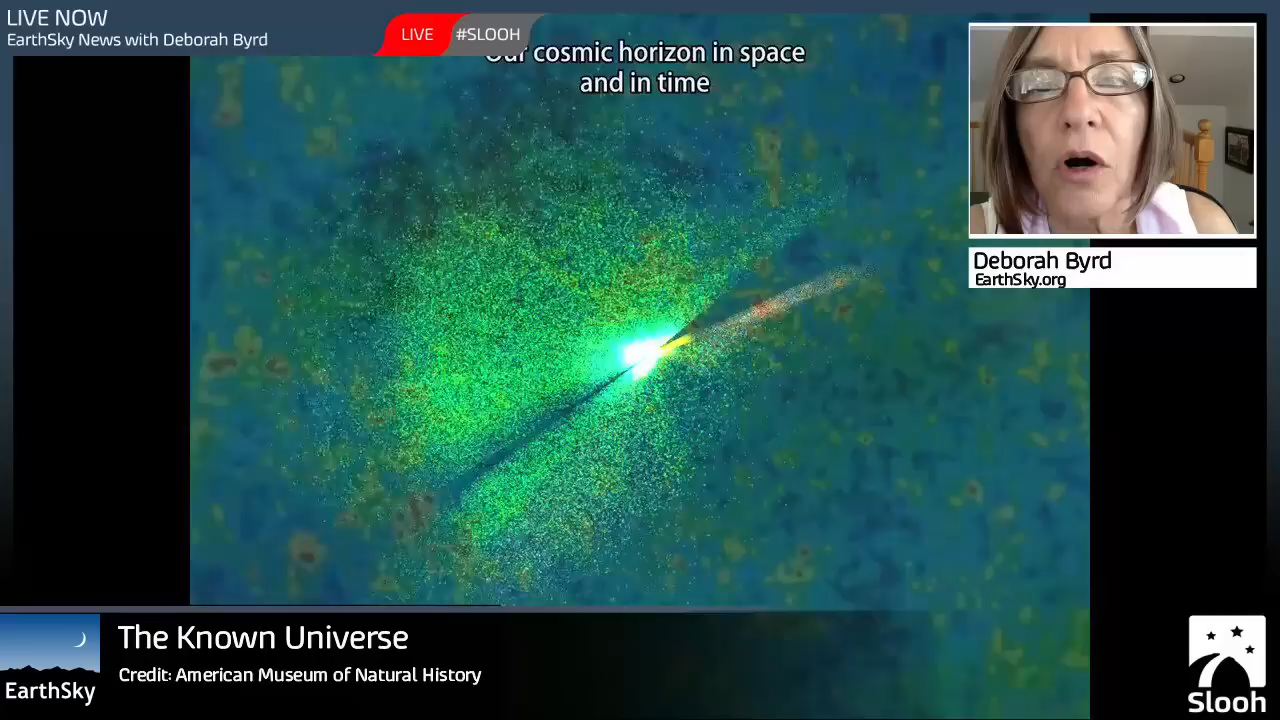 LIVE NOW
EarthSky News with Deborah Byrd
LIVE
#SLOOH
Our cosmic horizon in space
and in time
Deborah Byrd
EarthSky.org
The Known Universe
Credit: American Museum of Natural History
EarthSky
Slooh